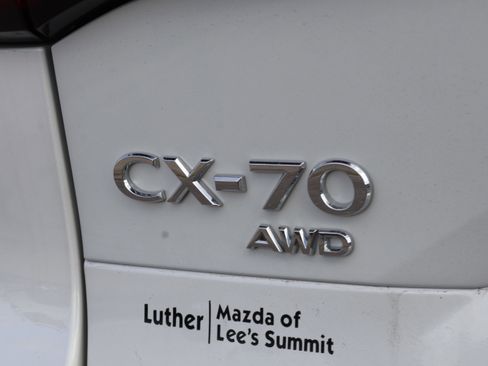 CX-70
AWD
Luther | Mazda of
Lee's Summit